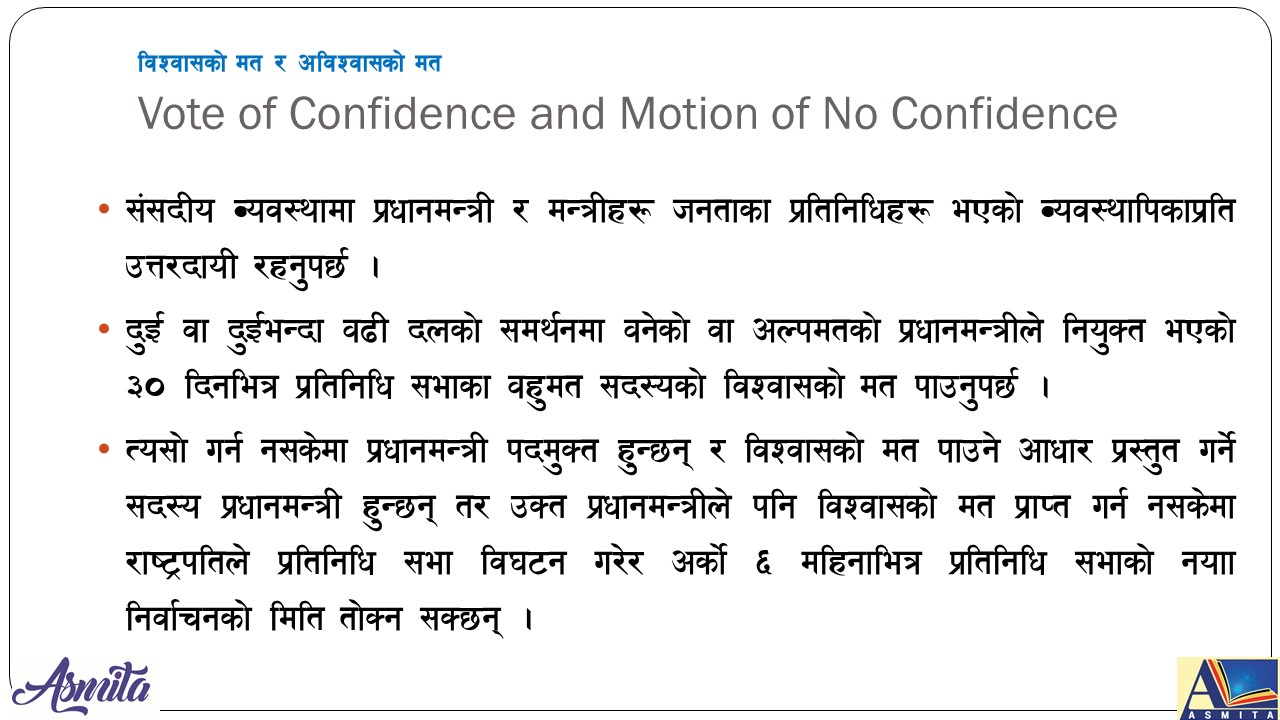 विश्वासको मत र अविश्वासको मत
Vote of Confidence and Motion of No Confidence
• संसदीय ब्यवस्थामा प्रधानमन्त्री र मन्त्रीहरू जनताका प्रतिनिधिहरू भएको ब्यवस्थापिकाप्रति
उत्तरदायी रहनुपर्छ ।
• दुई वा दुईभन्दा वढी दलको समर्थनमा वनेको वा अल्पमतको प्रधानमन्त्रीले नियुक्त भएको
३० दिनभित्र प्रतिनिधि सभाका वहुमत सदस्यको विश्वासको मत पाउनुपर्छ ।
• त्यसो गर्न नसकेमा प्रधानमन्त्री पदमुक्त हुन्छन् र विश्वासको मत पाउने आधार प्रस्तुत गर्ने
सदस्य प्रधानमन्त्री हुन्छन् तर उक्त प्रधानमन्त्रीले पनि विश्वासको मत प्राप्त गर्न नसकेमा
राष्ट्रपतिले प्रतिनिधि सभा विघटन गरेर अर्को ६ महिनाभित्र प्रतिनिधि सभाको नयाा
निर्वाचनको मिति तोक्न सक्छन् ।
Asmita
ASMITA